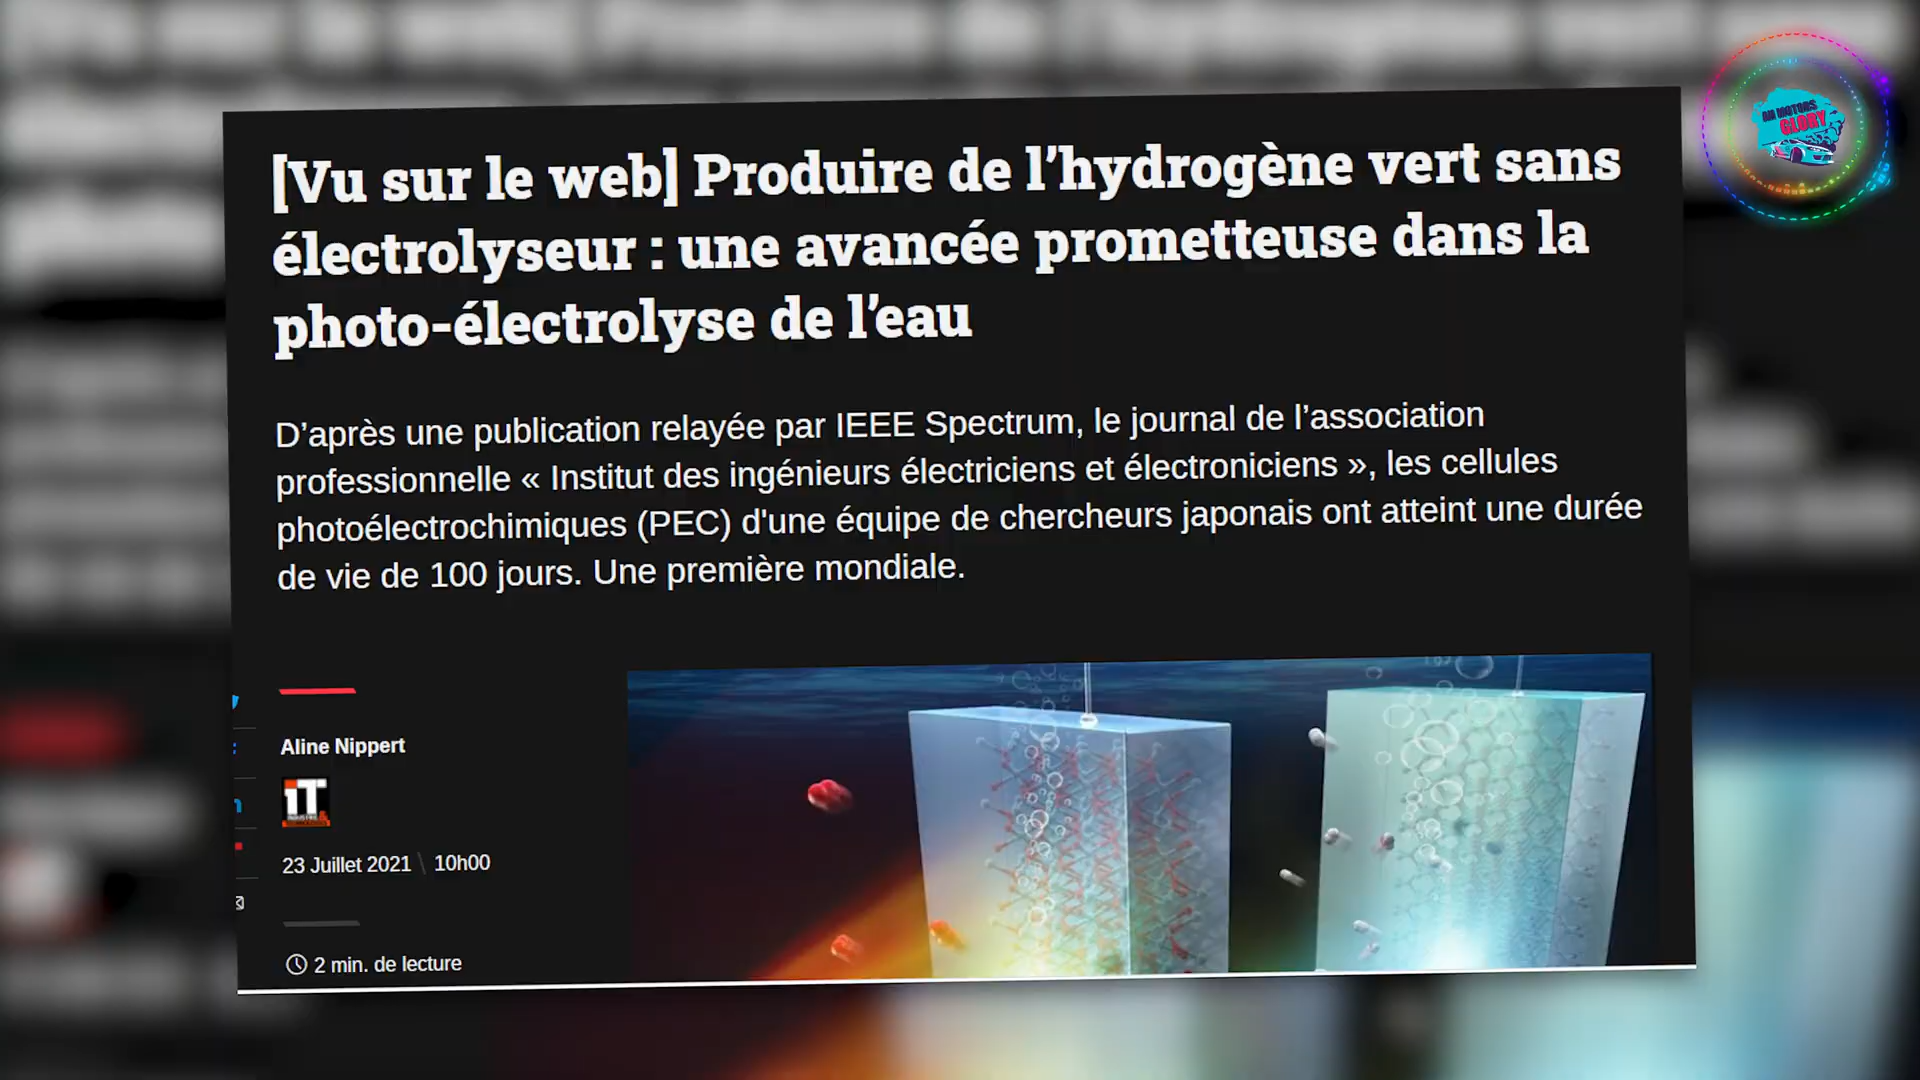 [Vu sur le web] Produire de l’hydrogène vert sans
électrolyseur : une avancée prometteuse dans la
photo-électrolyse de l’eau
D’après une publication relayée par IEEE Spectrum, le journal de l’association
professionnelle « Institut des ingénieurs électriciens et électroniciens », les cellules
photoélectrochimiques (PEC) d'une équipe de chercheurs japonais ont atteint une durée
de vie de 100 jours. Une première mondiale.
Aline Nippert
iT
23 Juillet 2021 \ 10h00
2 min. de lecture
MOTORS
GLORY